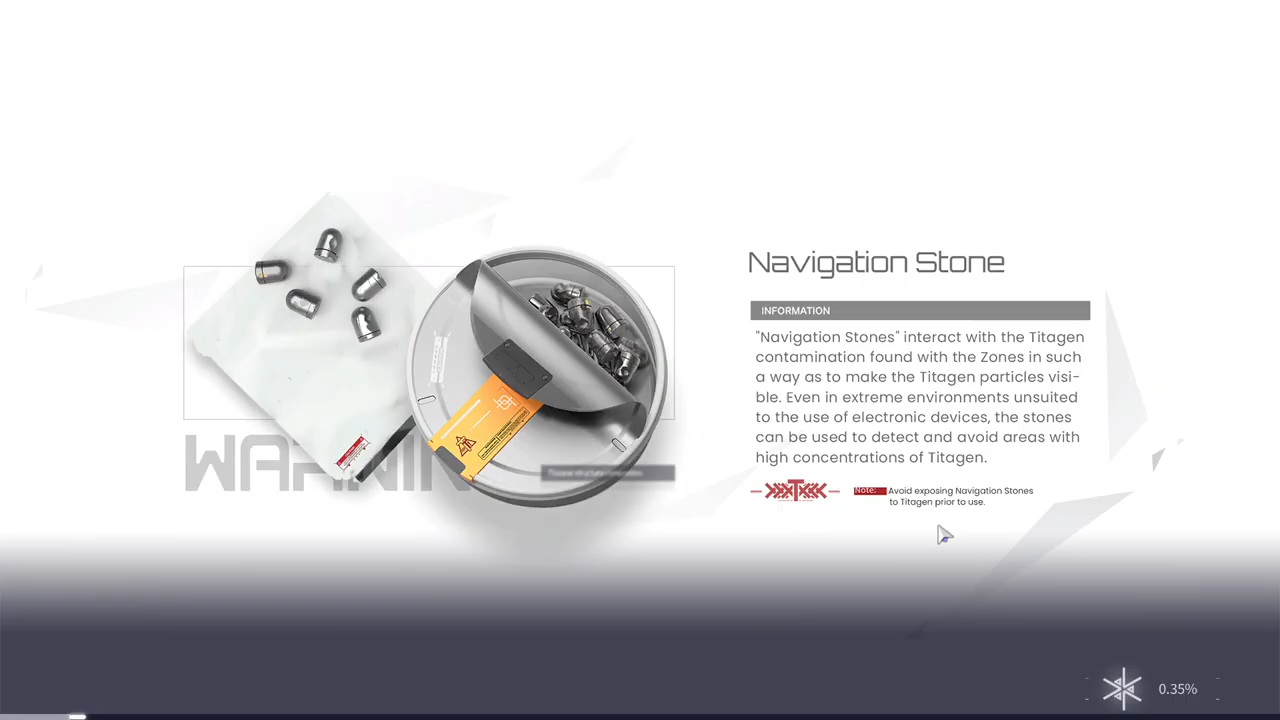 Navigation Stone
INFORMATION
"Navigation Stones" interact with the Titagen
contamination found with the Zones in such
a way as to make the Titagen particles visi-
ble. Even in extreme environments unsuited
to the use of electronic devices, the stones
can be used to detect and avoid areas with
high concentrations of Titagen.
Note: Avoid exposing Navigation Stones
to Titagen prior to use.
WARNIN
0.35%